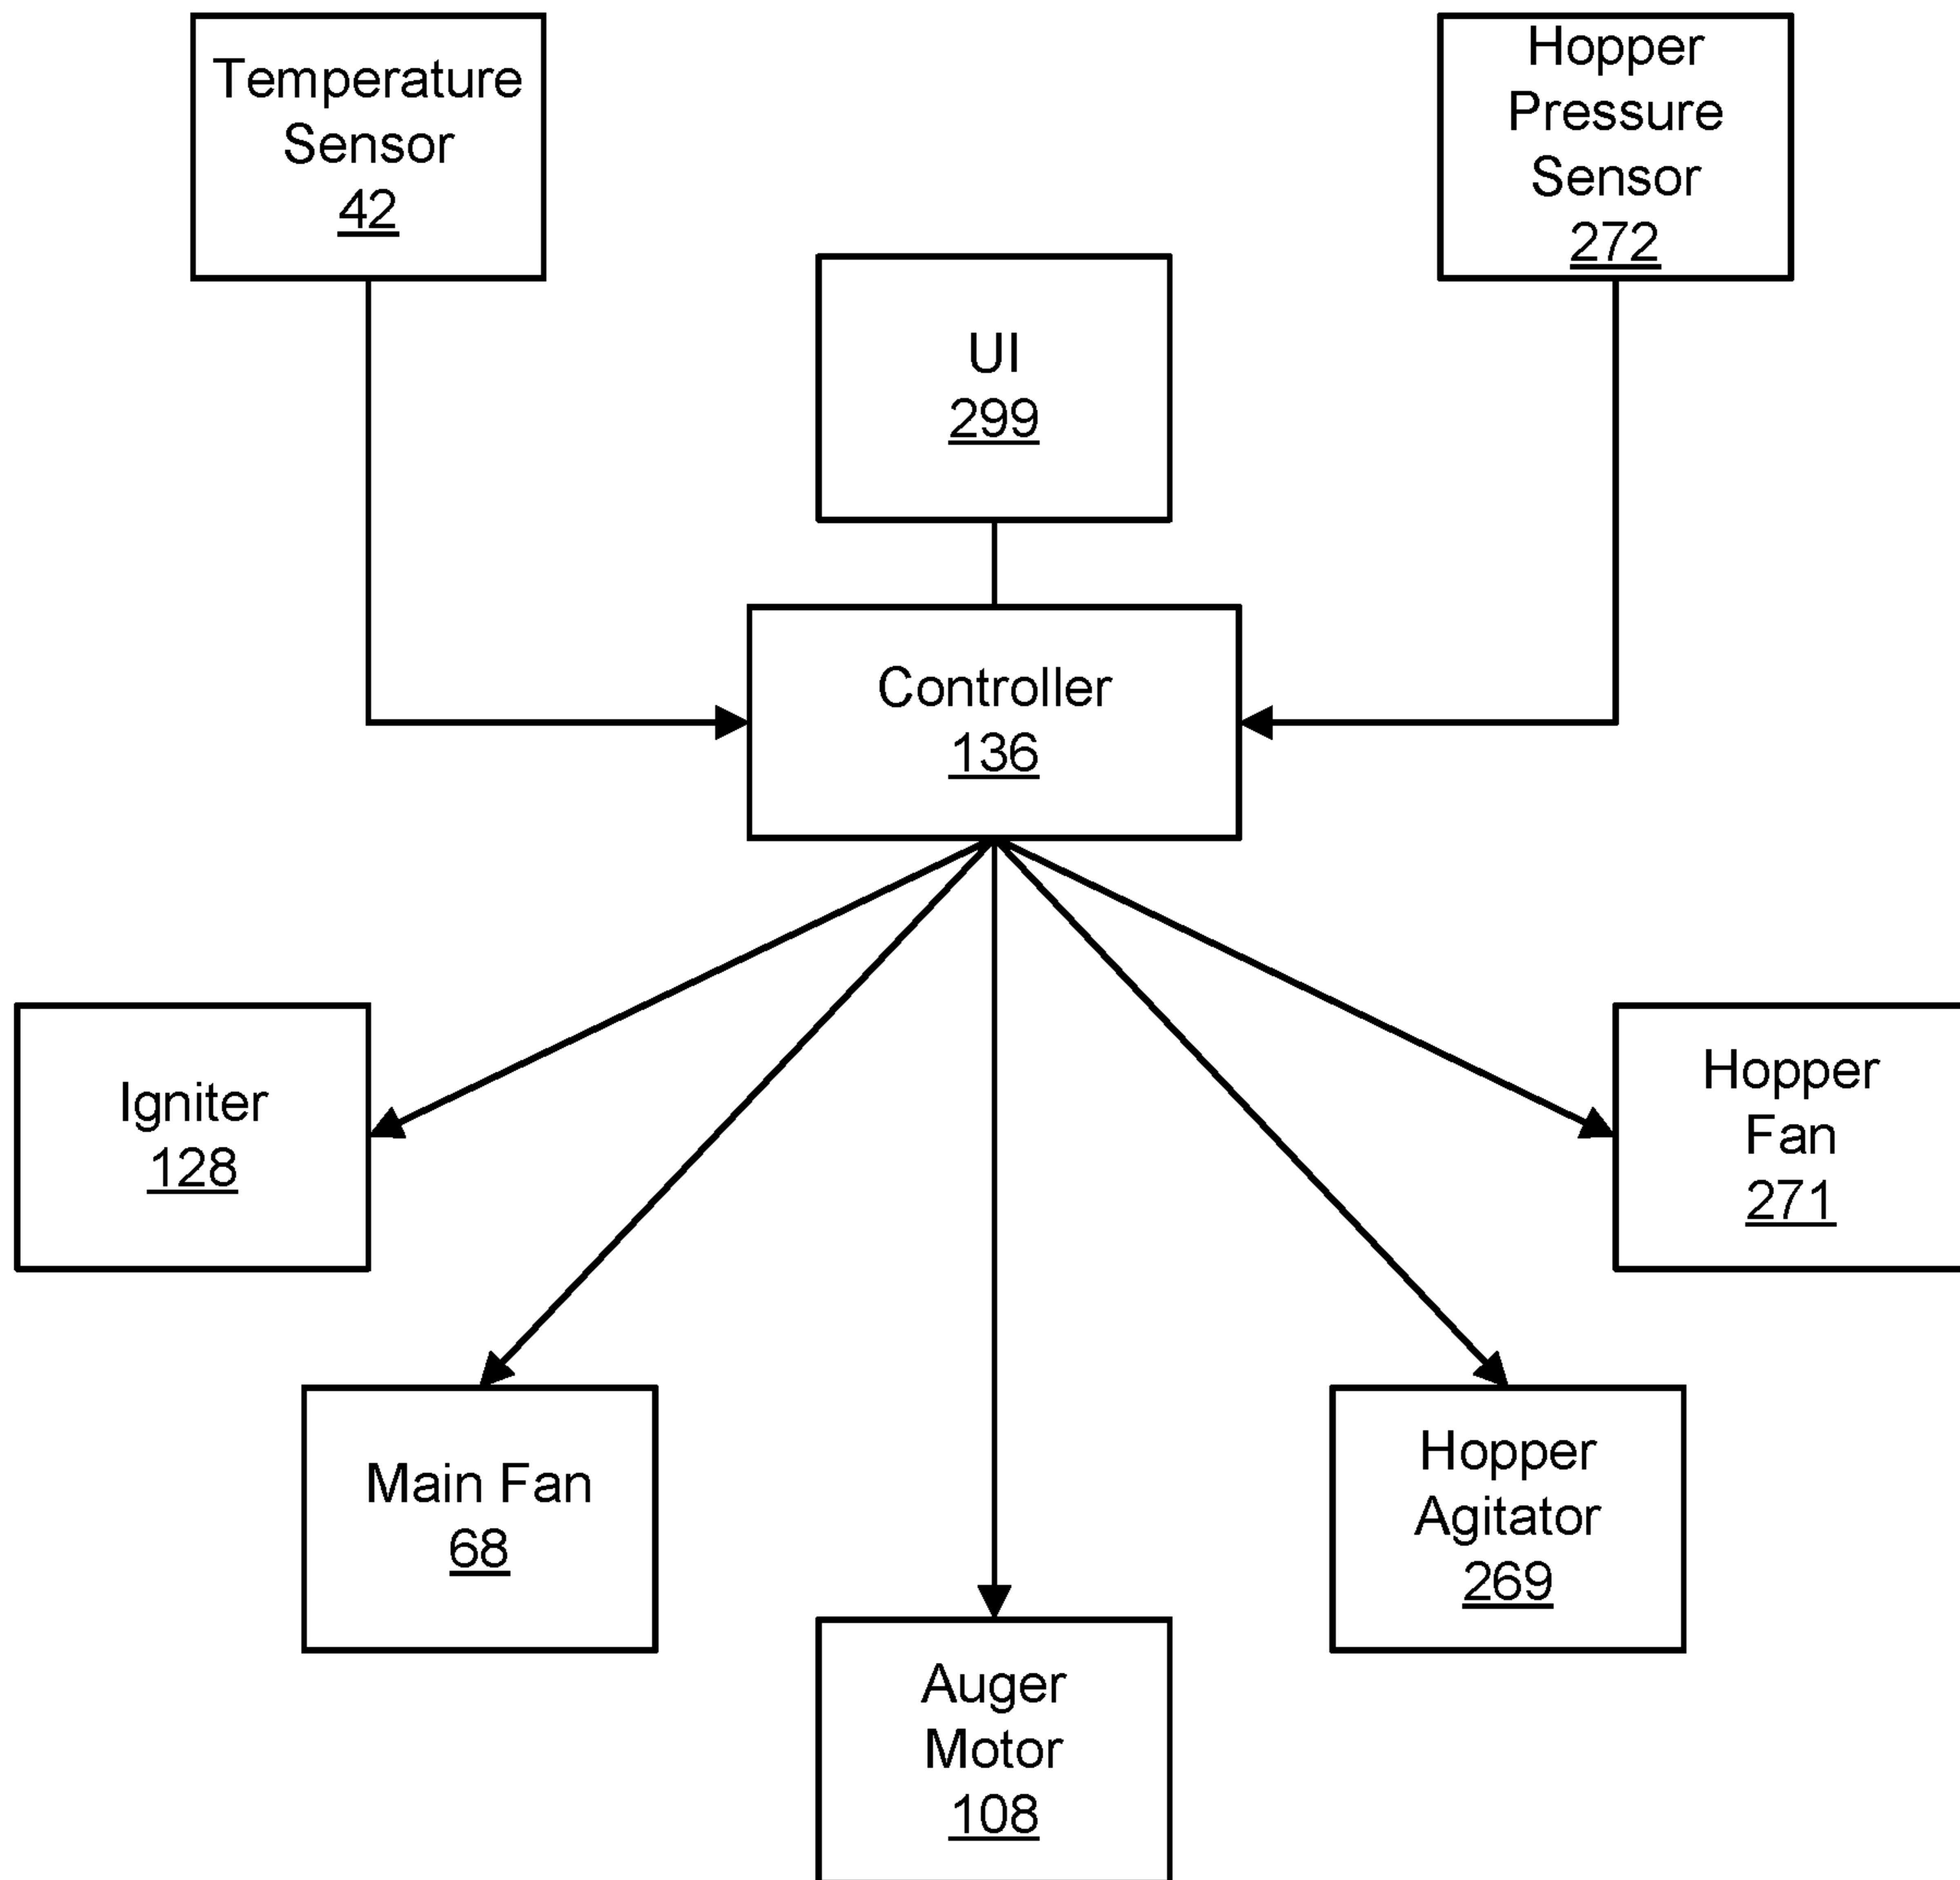 Temperature
Sensor
42
Hopper
Pressure
Sensor
272
UI
299
Controller
136
Igniter
128
Hopper
Fan
271
Main Fan
68
Hopper
Agitator
269
Auger
Motor
108